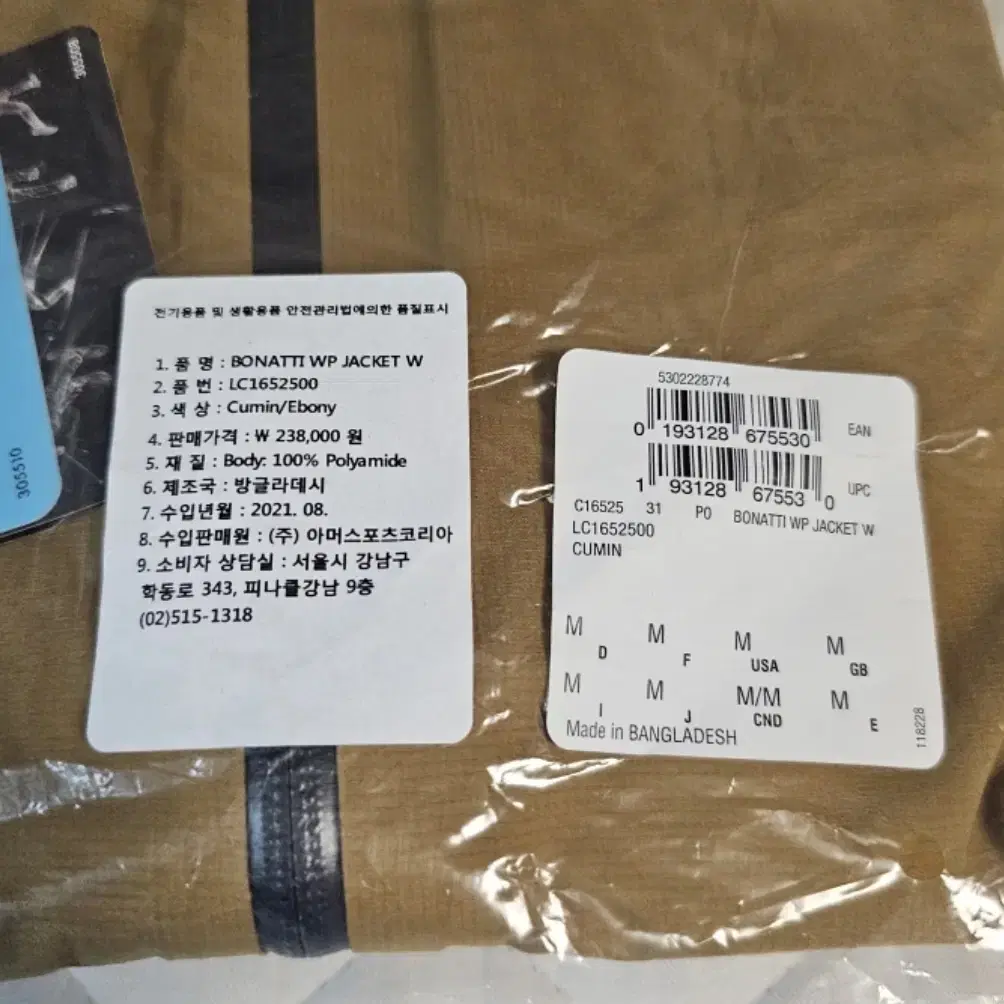 305508
305510
전기용품 및 생활용품 안전관리법에의한 품질표시
1. 품 명 : BONATTI WP JACKET W
2. 품 번 : LC1652500
3. 색 상 : Cumin/Ebony
4. 판매가격 : ₩ 238,000 원
5. 재 질 : Body: 100% Polyamide
6. 제조국 : 방글라데시
7. 수입년월 : 2021. 08.
8. 수입판매원 : (주) 아머스포츠코리아
9. 소비자 상담실 : 서울시 강남구
학동로 343, 피나클강남 9층
(02)515-1318
5302228774
0 193128 675530 EAN
1 93128 67553 0 UPC
C16525 31 P0 BONATTI WP JACKET W
LC1652500
CUMIN
M D M F M USA M GB
M I M J M/M CND M E
Made in BANGLADESH
118228